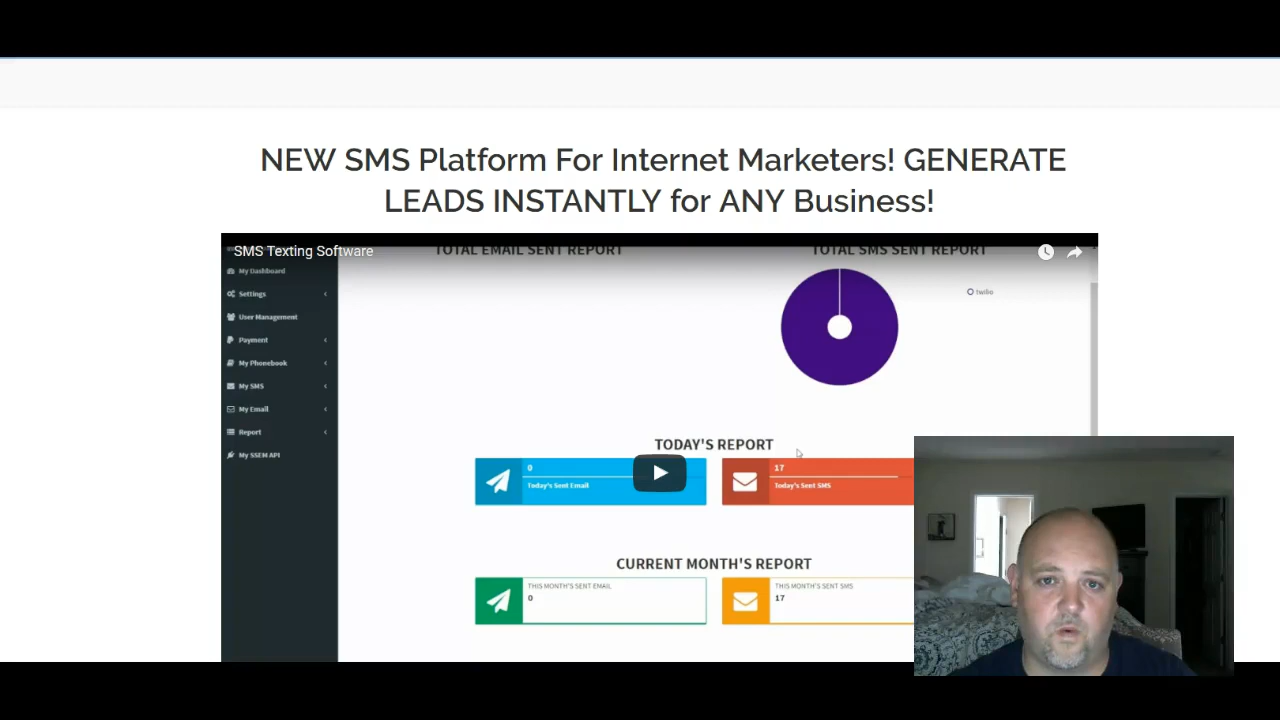 NEW SMS Platform For Internet Marketers! GENERATE
LEADS INSTANTLY for ANY Business!
SMS Texting Software
TOTAL EMAIL SENT REPORT
TOTAL SMS SENT REPORT
My Dashboard
Settings
User Management
Payment
My Phonebook
My SMS
My Email
Report
My SSEM API
Twilio
TODAY'S REPORT
0
Today's Sent Email
17
Today's Sent SMS
CURRENT MONTH'S REPORT
THIS MONTH'S SENT EMAIL
0
THIS MONTH'S SENT SMS
17